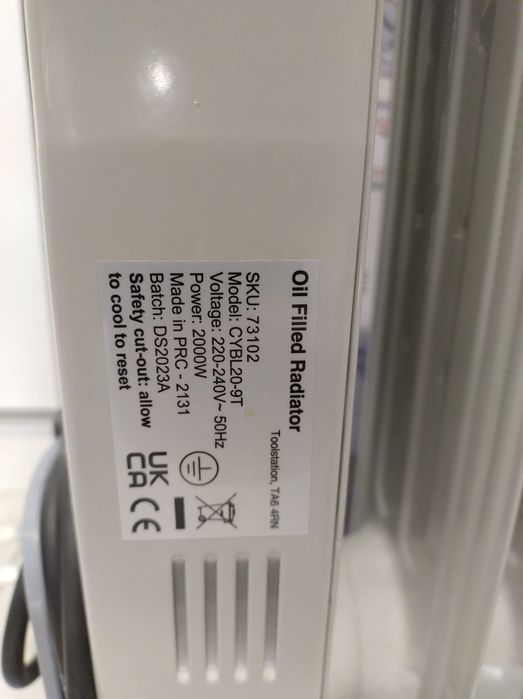 Oil Filled Radiator
Toolstation, TA6 4RN
SKU: 73102
Model: CYBL20-9T
Voltage: 220-240V~ 50Hz
Power: 2000W
Made in PRC - 2131
Batch: DS2023A
Safety cut-out: allow
to cool to reset
UK
CA CE